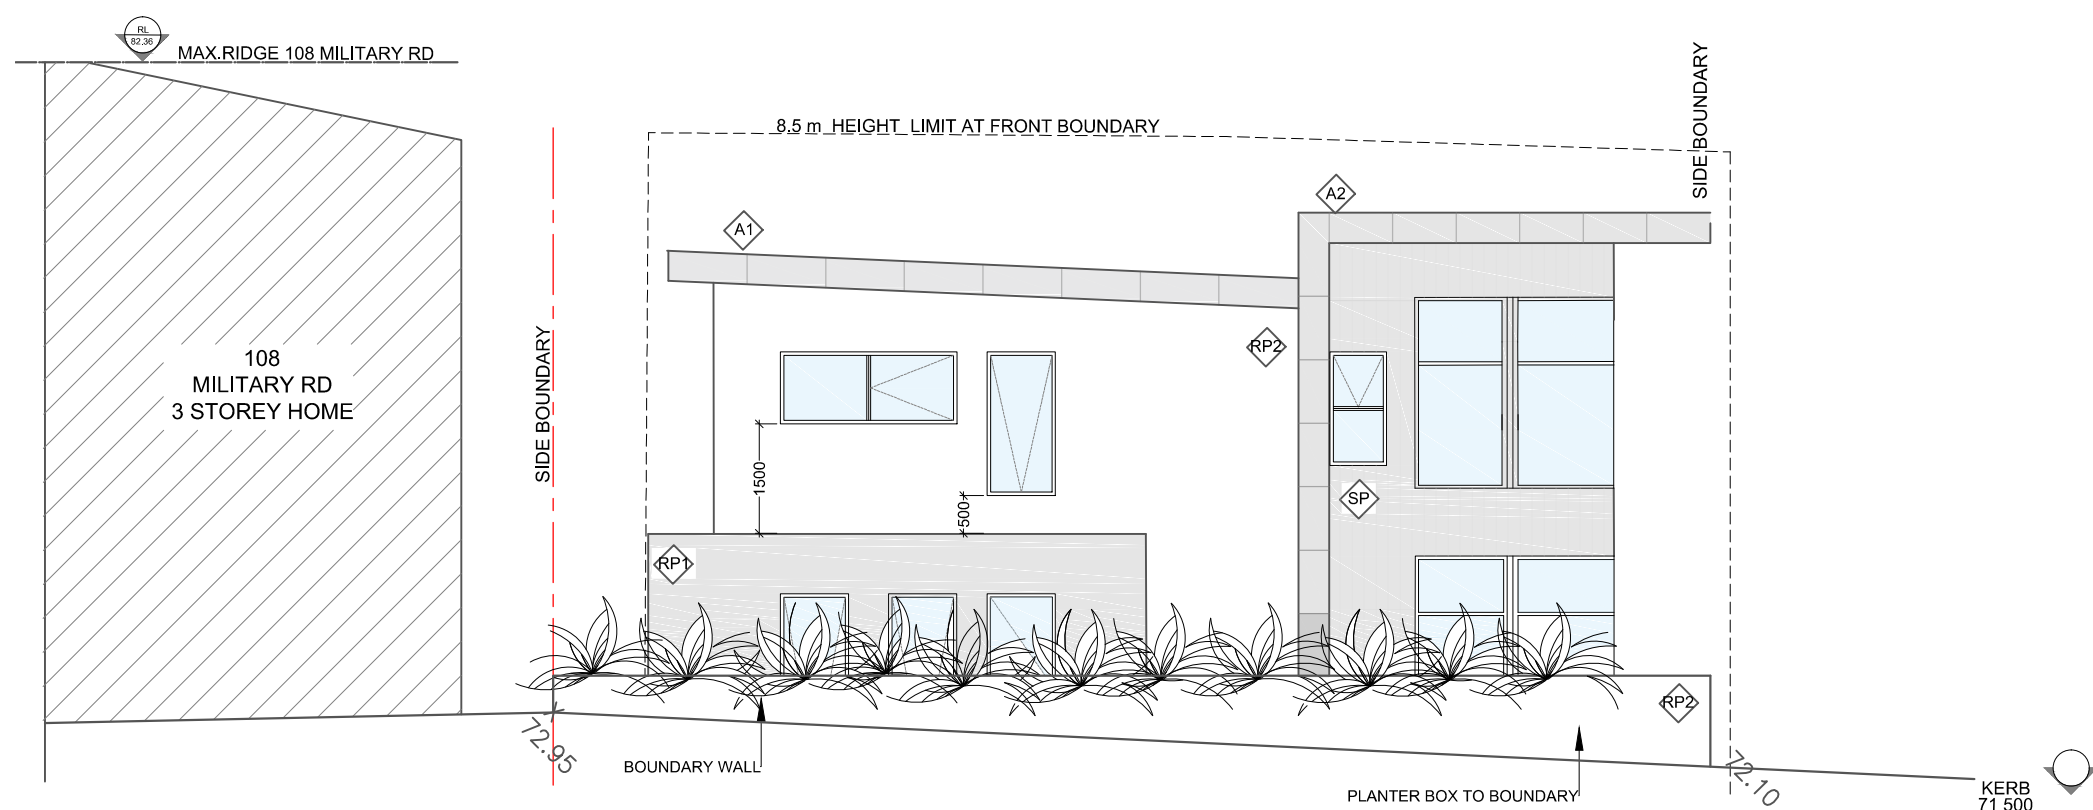 RL
82.36
MAX.RIDGE 108 MILITARY RD
SIDE BOUNDARY
8.5 m HEIGHT LIMIT AT FRONT BOUNDARY
A1
A2
108
MILITARY RD
3 STOREY HOME
SIDE BOUNDARY
RP2
1500
500
SP
RP1
RP2
72.95
BOUNDARY WALL
PLANTER BOX TO BOUNDARY
72.10
KERB
71 500